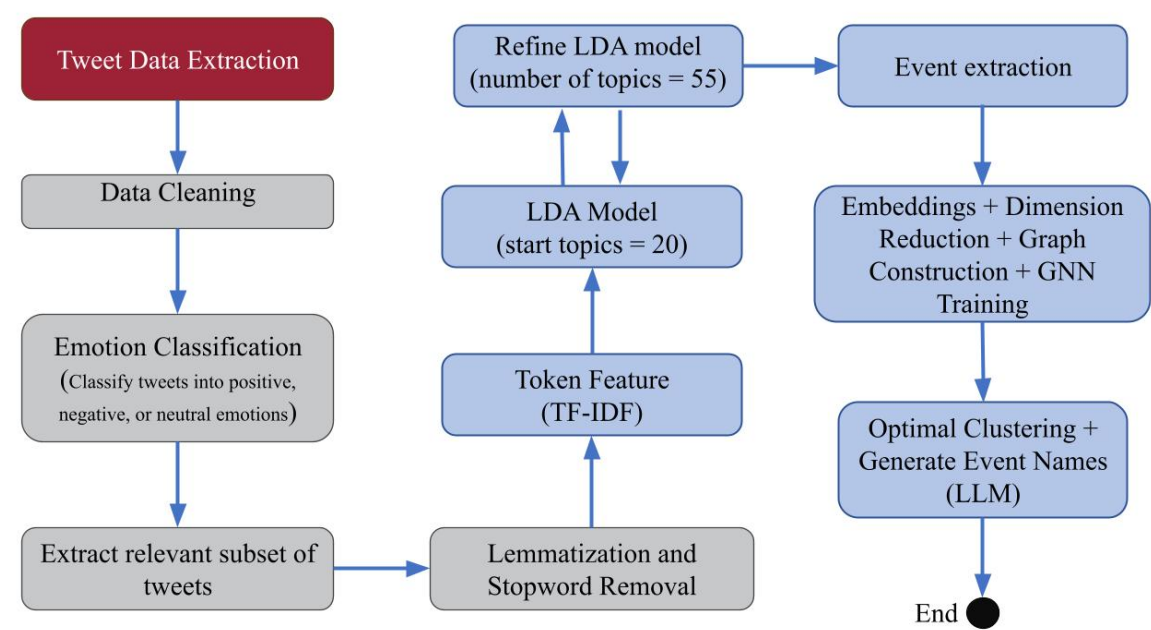 Tweet Data Extraction
Data Cleaning
Emotion Classification
(Classify tweets into positive,
negative, or neutral emotions)
Extract relevant subset of
tweets
Lemmatization and
Stopword Removal
Token Feature
(TF-IDF)
LDA Model
(start topics = 20)
Refine LDA model
(number of topics = 55)
Event extraction
Embeddings + Dimension
Reduction + Graph
Construction + GNN
Training
Optimal Clustering +
Generate Event Names
(LLM)
End